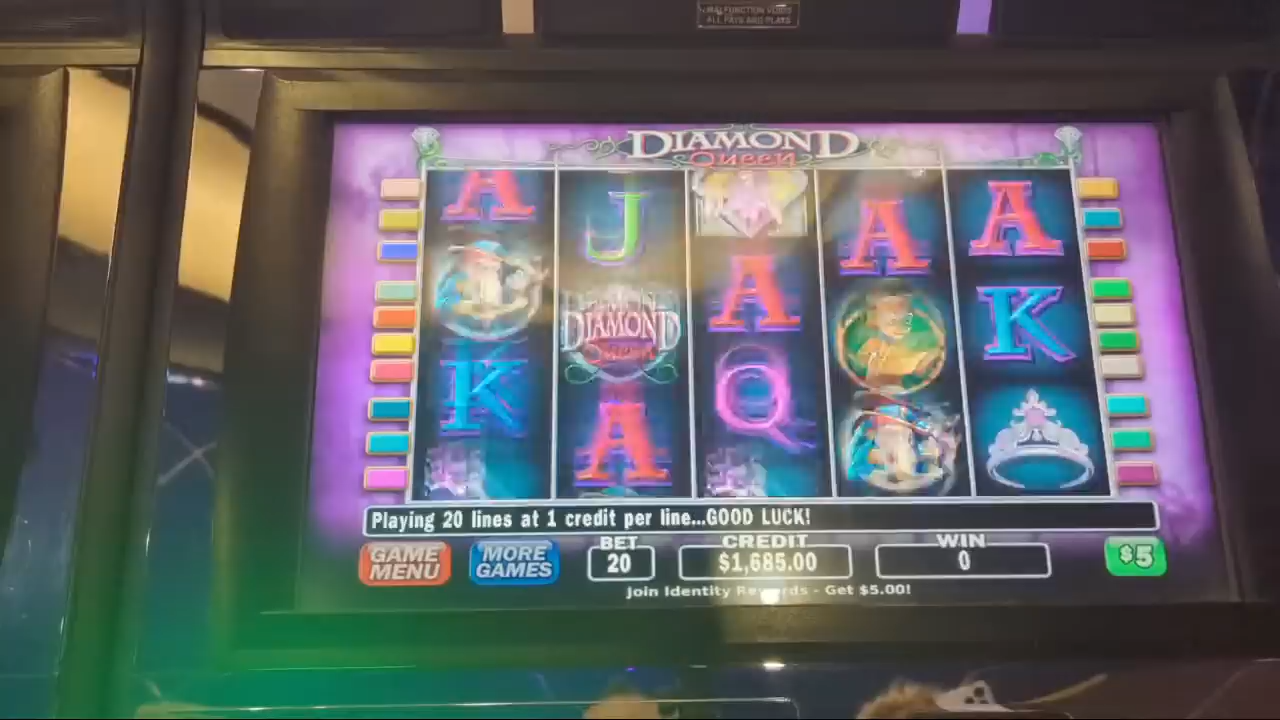 MALFUNCTION VOIDS
ALL PAYS AND PLAYS
DIAMOND
Queen
A J A A
A K
DIAMOND
Queen
K Q
A
Playing 20 lines at 1 credit per line...GOOD LUCK!
GAME MENU
MORE GAMES
BET
20
CREDIT
$1,685.00
WIN
0
$5
Join Identity Rewards - Get $5.00!